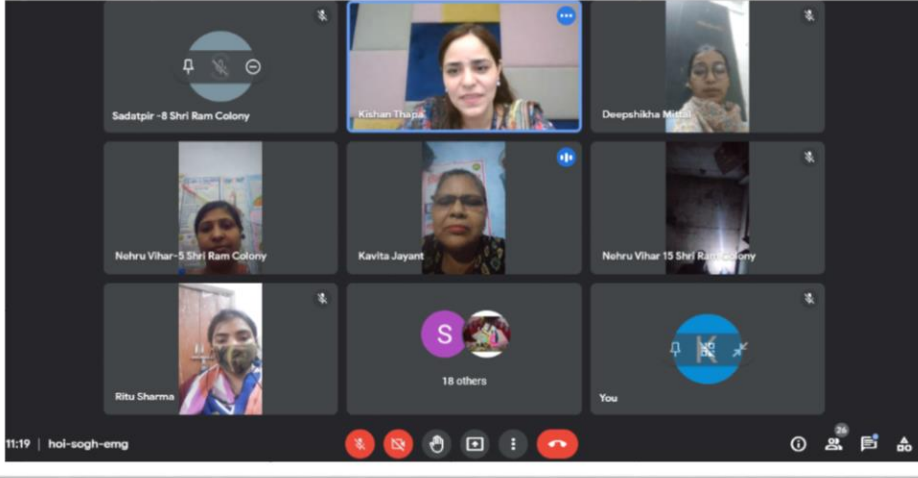 Sadatpir -8 Shri Ram Colony
Kishan Thapa
Deepshikha Mittal
Nehru Vihar-5 Shri Ram Colony
Kavita Jayant
Nehru Vihar 15 Shri Ram Colony
Ritu Sharma
S
18 others
K
You
11:19 | hoi-sogh-emg
26